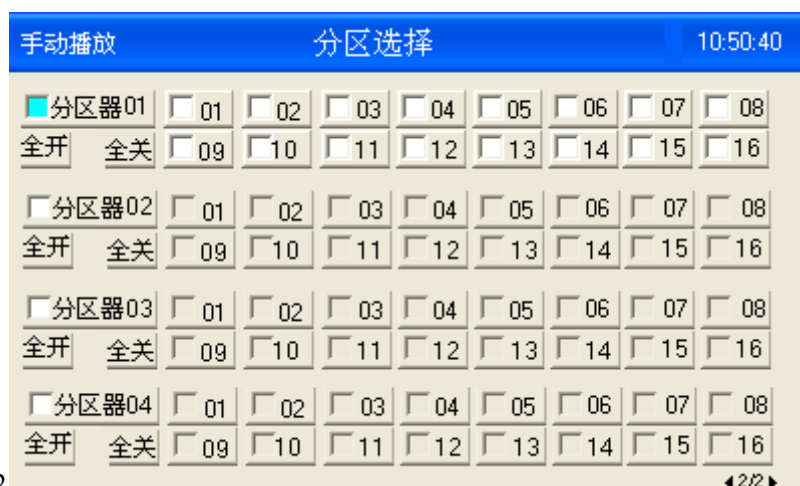 手动播放 分区选择 10:50:40
分区器01 01 02 03 04 05 06 07 08
全开 全关 09 10 11 12 13 14 15 16
分区器02 01 02 03 04 05 06 07 08
全开 全关 09 10 11 12 13 14 15 16
分区器03 01 02 03 04 05 06 07 08
全开 全关 09 10 11 12 13 14 15 16
分区器04 01 02 03 04 05 06 07 08
全开 全关 09 10 11 12 13 14 15 16
2/2